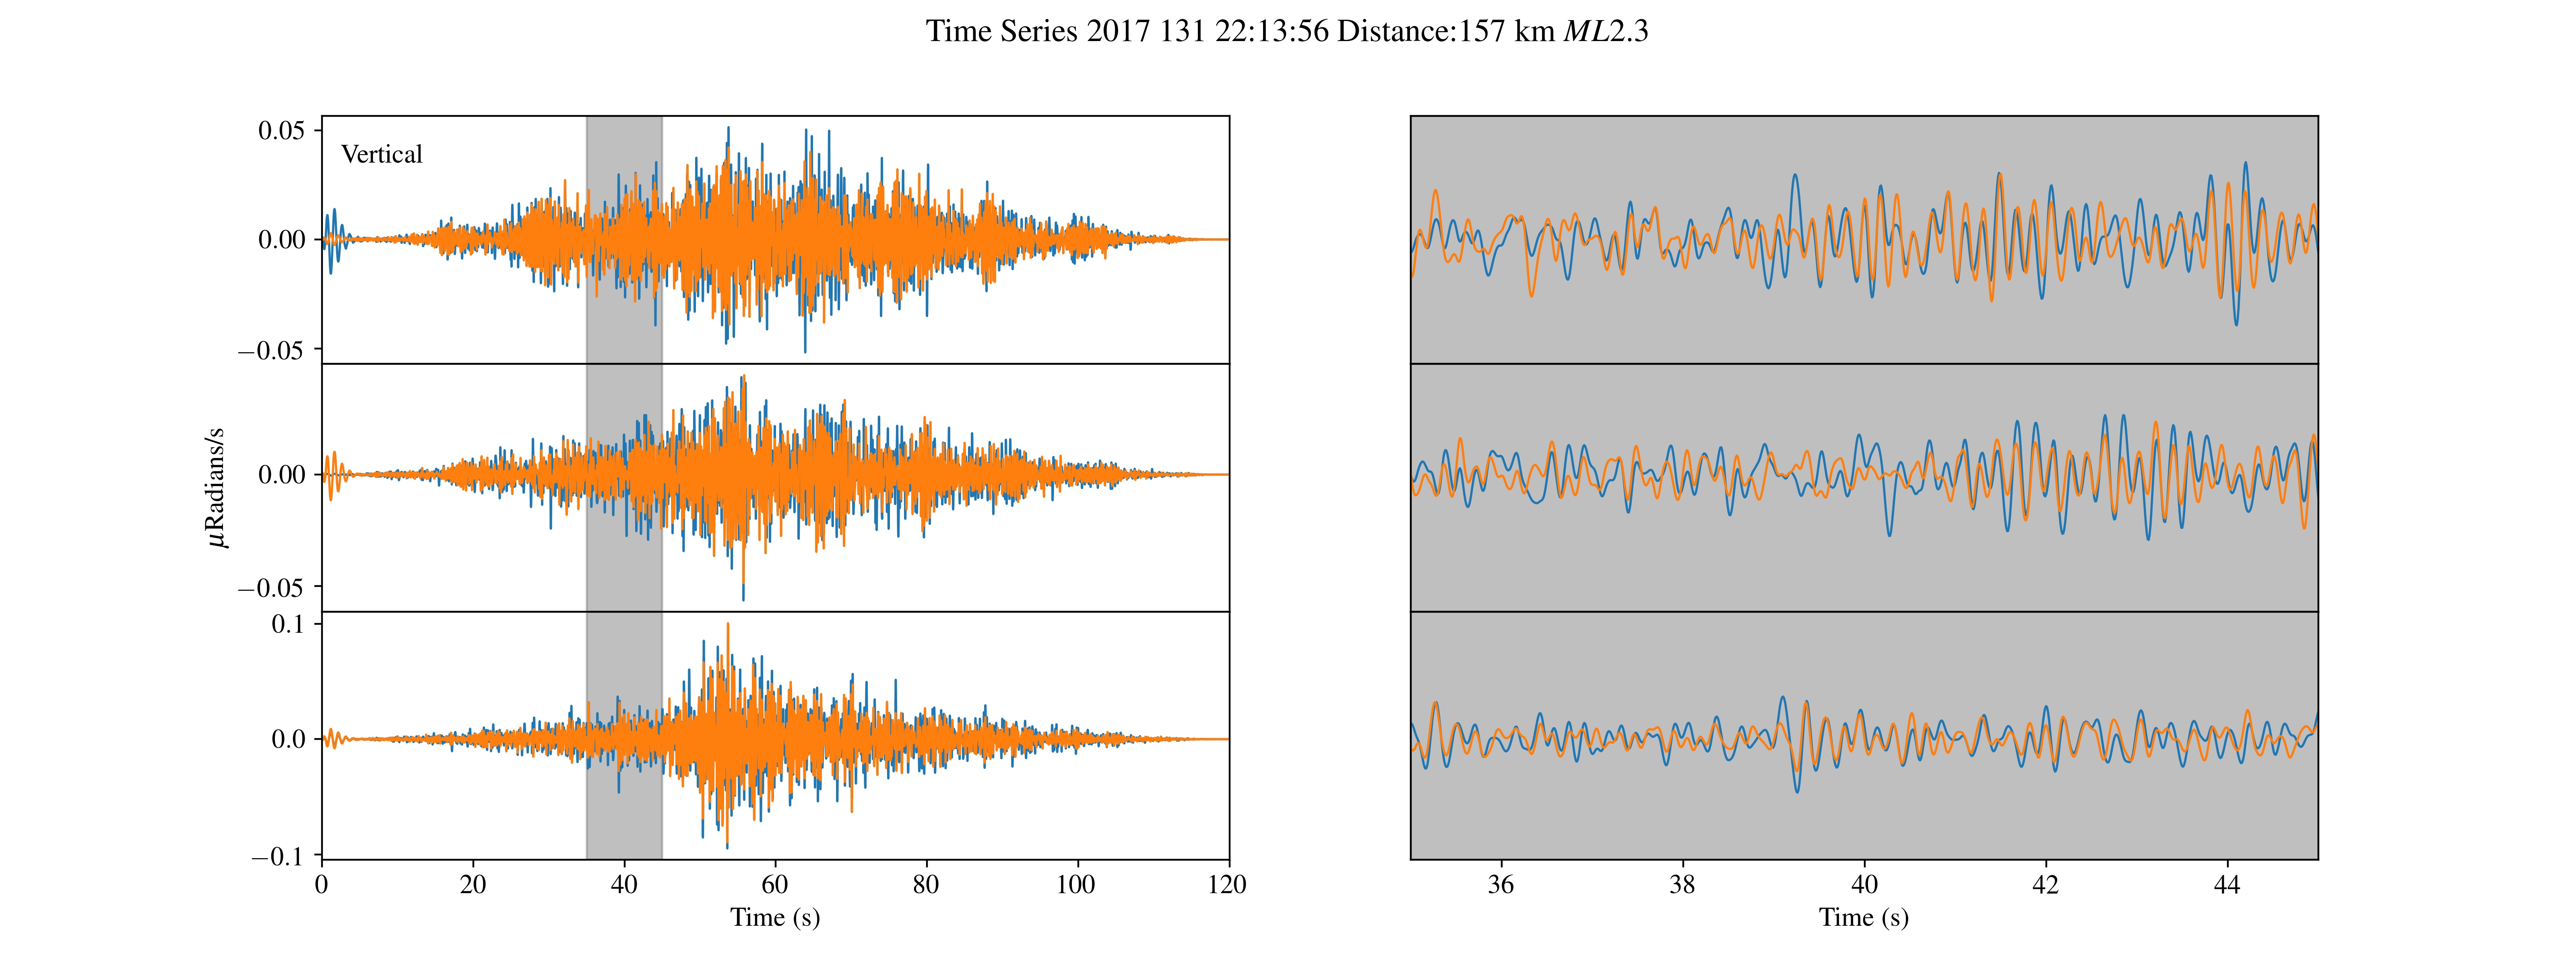 Time Series 2017 131 22:13:56 Distance:157 km ML2.3
Vertical
0.05
0.00
−0.05
0.00
−0.05
0.1
0.0
−0.1
μRadians/s
0 20 40 60 80 100 120
Time (s)
36 38 40 42 44
Time (s)